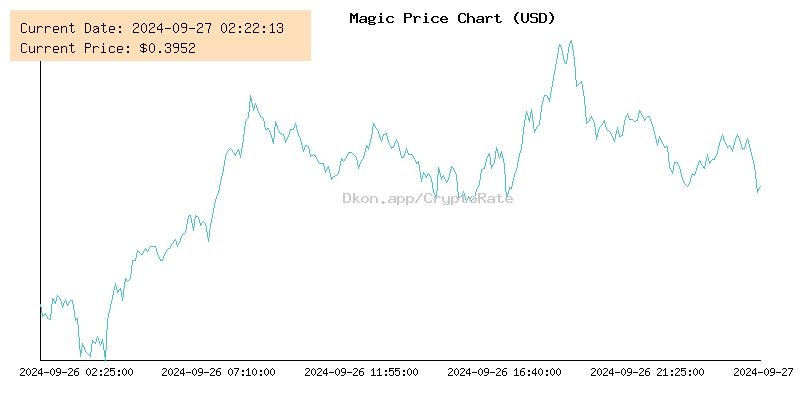 Magic Price Chart (USD)
Current Date: 2024-09-27 02:22:13
Current Price: $0.3952
Dkon.app/CryptoRate
2024-09-26 02:25:00 2024-09-26 07:10:00 2024-09-26 11:55:00 2024-09-26 16:40:00 2024-09-26 21:25:00 2024-09-27